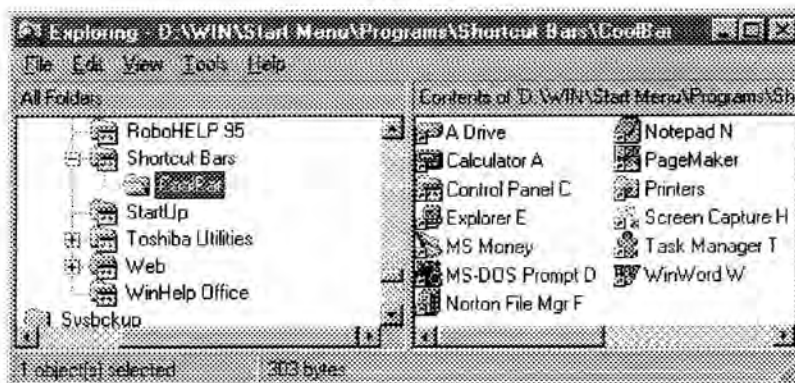 Exploring - D:\WIN\Start Menu\Programs\Shortcut Bars\CoolBar
File Edit View Tools Help
All Folders
Contents of 'D:\WIN\Start Menu\Programs\Sh
RoboHELP 95
Shortcut Bars
CoolBar
StartUp
Toshiba Utilities
Web
WinHelp Office
Sysbckup
A Drive
Calculator A
Control Panel C
Explorer E
MS Money
MS-DOS Prompt D
Norton File Mgr F
Notepad N
PageMaker
Printers
Screen Capture H
Task Manager T
WinWord W
1 object(s) selected
303 bytes